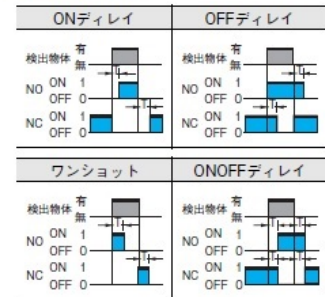 ONディレイ
検出物体 有
無
T
NO ON 1
OFF 0
T
NC ON 1
OFF 0
OFFディレイ
検出物体 有
無
T
NO ON 1
OFF 0
T
NC ON 1
OFF 0
ワンショット
検出物体 有
無
T
NO ON 1
OFF 0
T
NC ON 1
OFF 0
ONOFFディレイ
検出物体 有
無
T T
NO ON 1
OFF 0
T T
NC ON 1
OFF 0